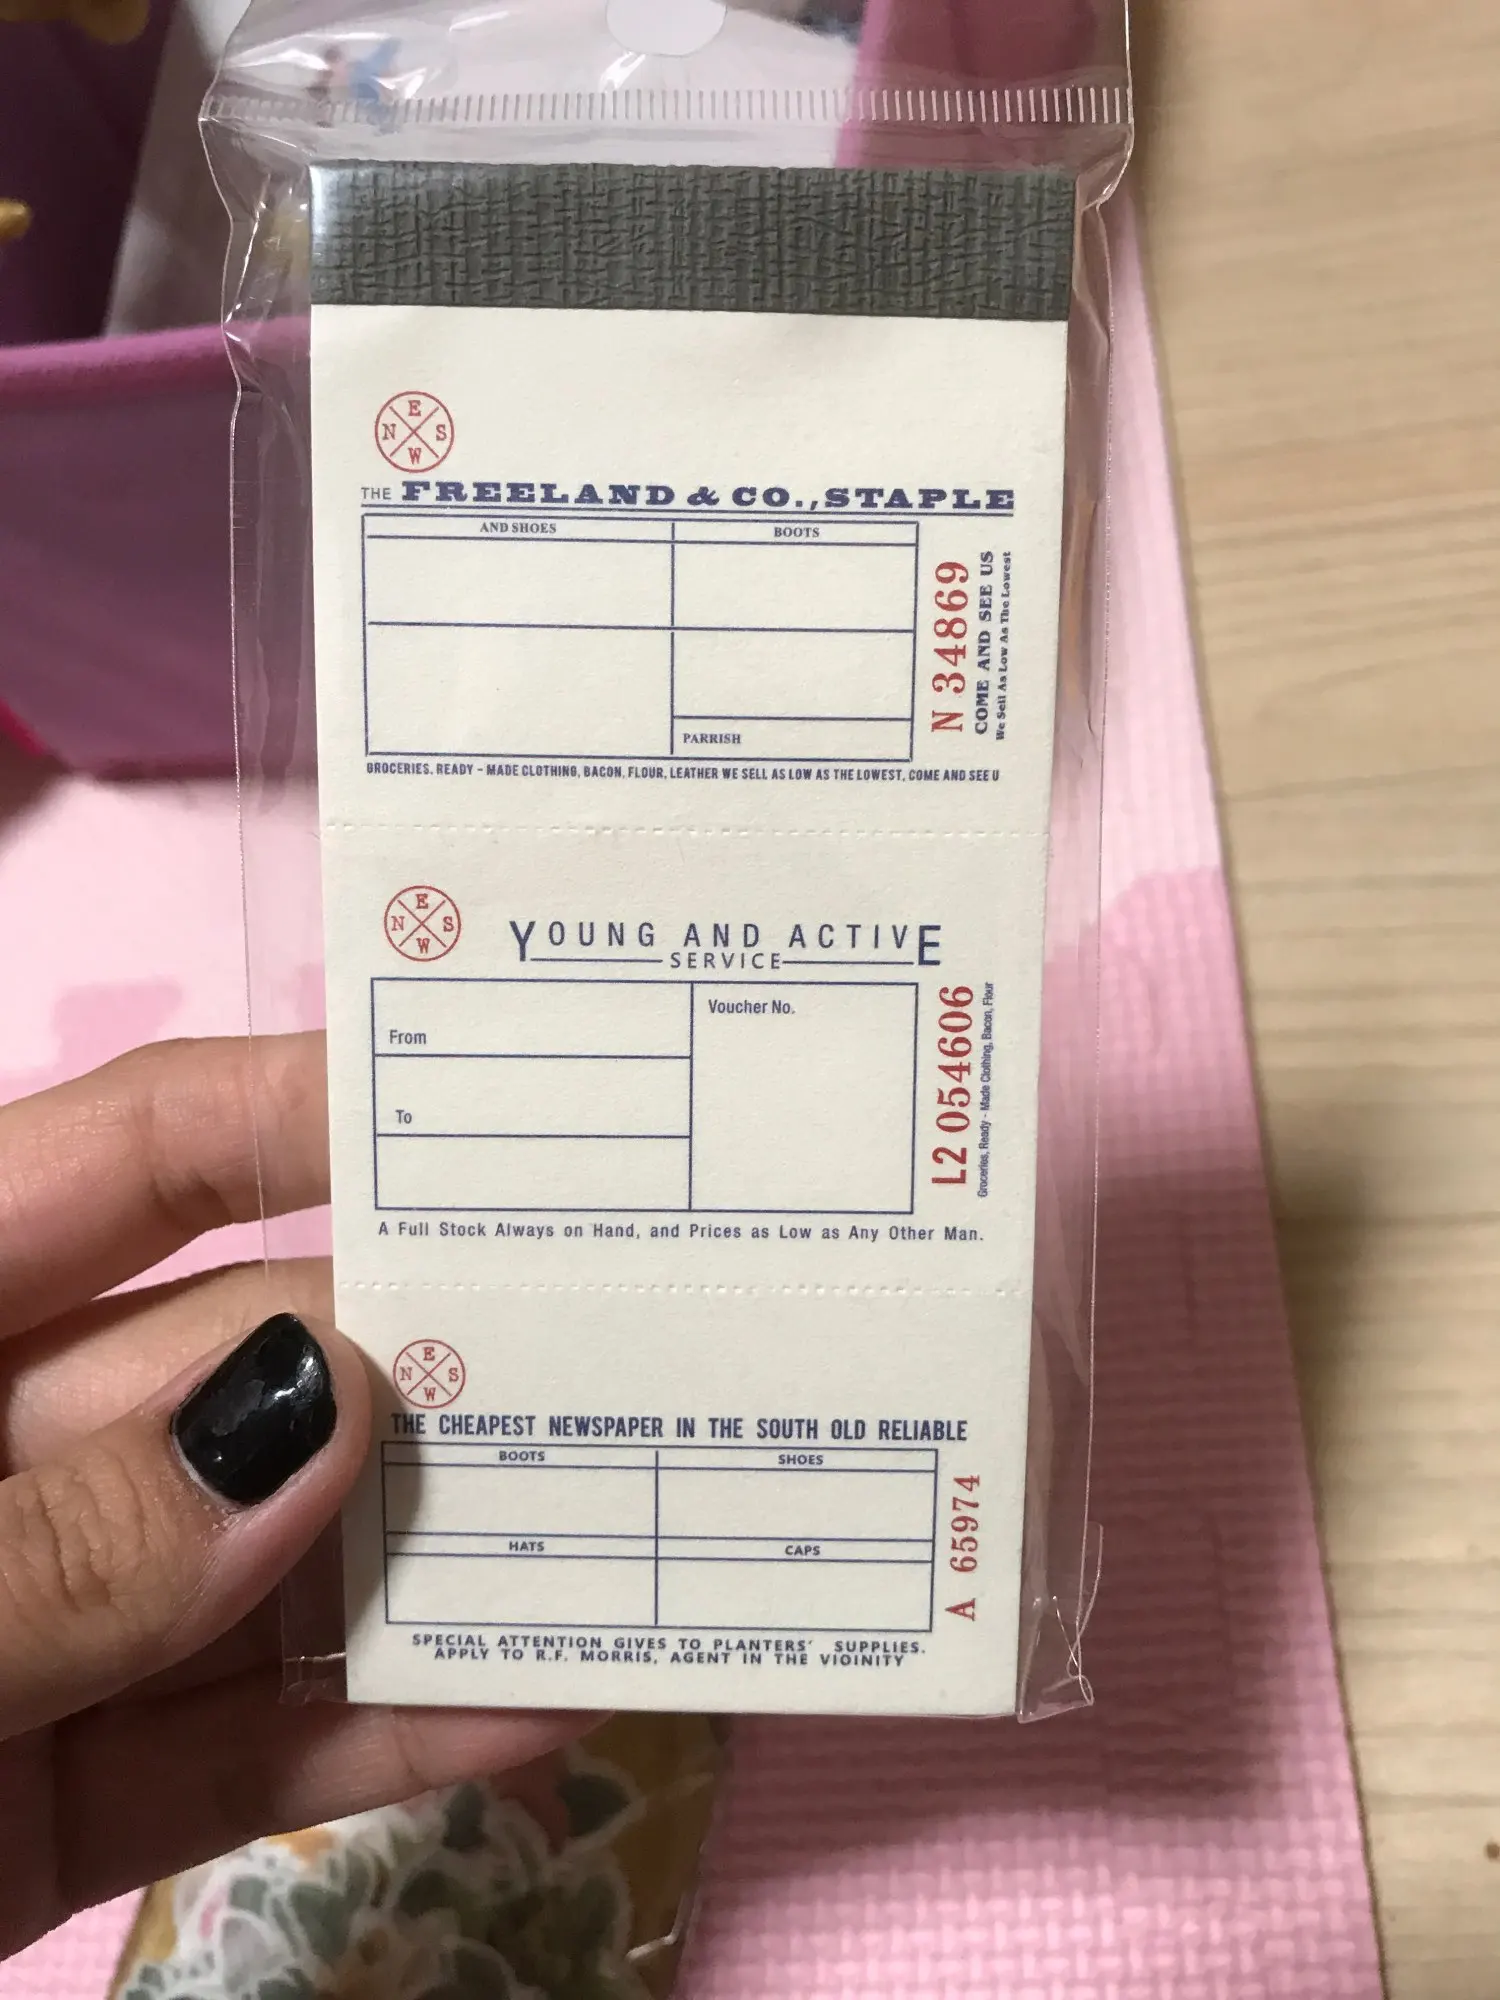 E
N S
W
THE FREELAND & CO., STAPLE
AND SHOES BOOTS
PARRISH
N 34869
COME AND SEE US
We Sell As Low As The Lowest
GROCERIES. READY - MADE CLOTHING, BACON, FLOUR, LEATHER WE SELL AS LOW AS THE LOWEST, COME AND SEE U
E
N S
W
YOUNG AND ACTIVE
SERVICE
From
To
Voucher No.
L2 054606
Groceries, Ready - Made Clothing, Bacon, Flour
A Full Stock Always on Hand, and Prices as Low as Any Other Man.
E
N S
W
THE CHEAPEST NEWSPAPER IN THE SOUTH OLD RELIABLE
BOOTS SHOES
HATS CAPS
A 65974
SPECIAL ATTENTION GIVES TO PLANTERS' SUPPLIES.
APPLY TO R.F. MORRIS, AGENT IN THE VIOINITY